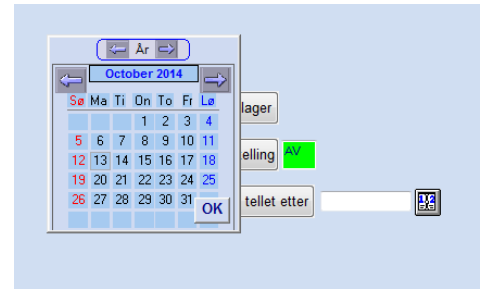 År
October 2014
Sø Ma Ti On To Fr Lø
1 2 3 4
5 6 7 8 9 10 11
12 13 14 15 16 17 18
19 20 21 22 23 24 25
26 27 28 29 30 31
OK
lager
elling AV
tellet etter